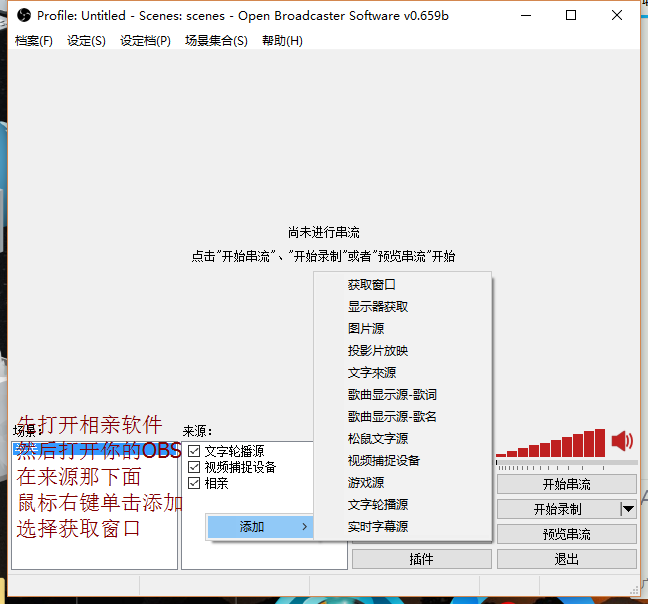 Profile: Untitled - Scenes: scenes - Open Broadcaster Software v0.659b
档案(F) 设定(S) 设定档(P) 场景集合(S) 帮助(H)
尚未进行串流
点击"开始串流"、"开始录制"或者"预览串流"开始
获取窗口
显示器获取
图片源
投影片放映
文字來源
歌曲显示源-歌词
歌曲显示源-歌名
松鼠文字源
视频捕捉设备
游戏源
文字轮播源
实时字幕源
场景:
先打开相亲软件
然后打开你的OBS
在来源那下面
鼠标右键单击添加
选择获取窗口
来源:
文字轮播源
视频捕捉设备
相亲
添加
开始串流
开始录制
预览串流
插件
退出